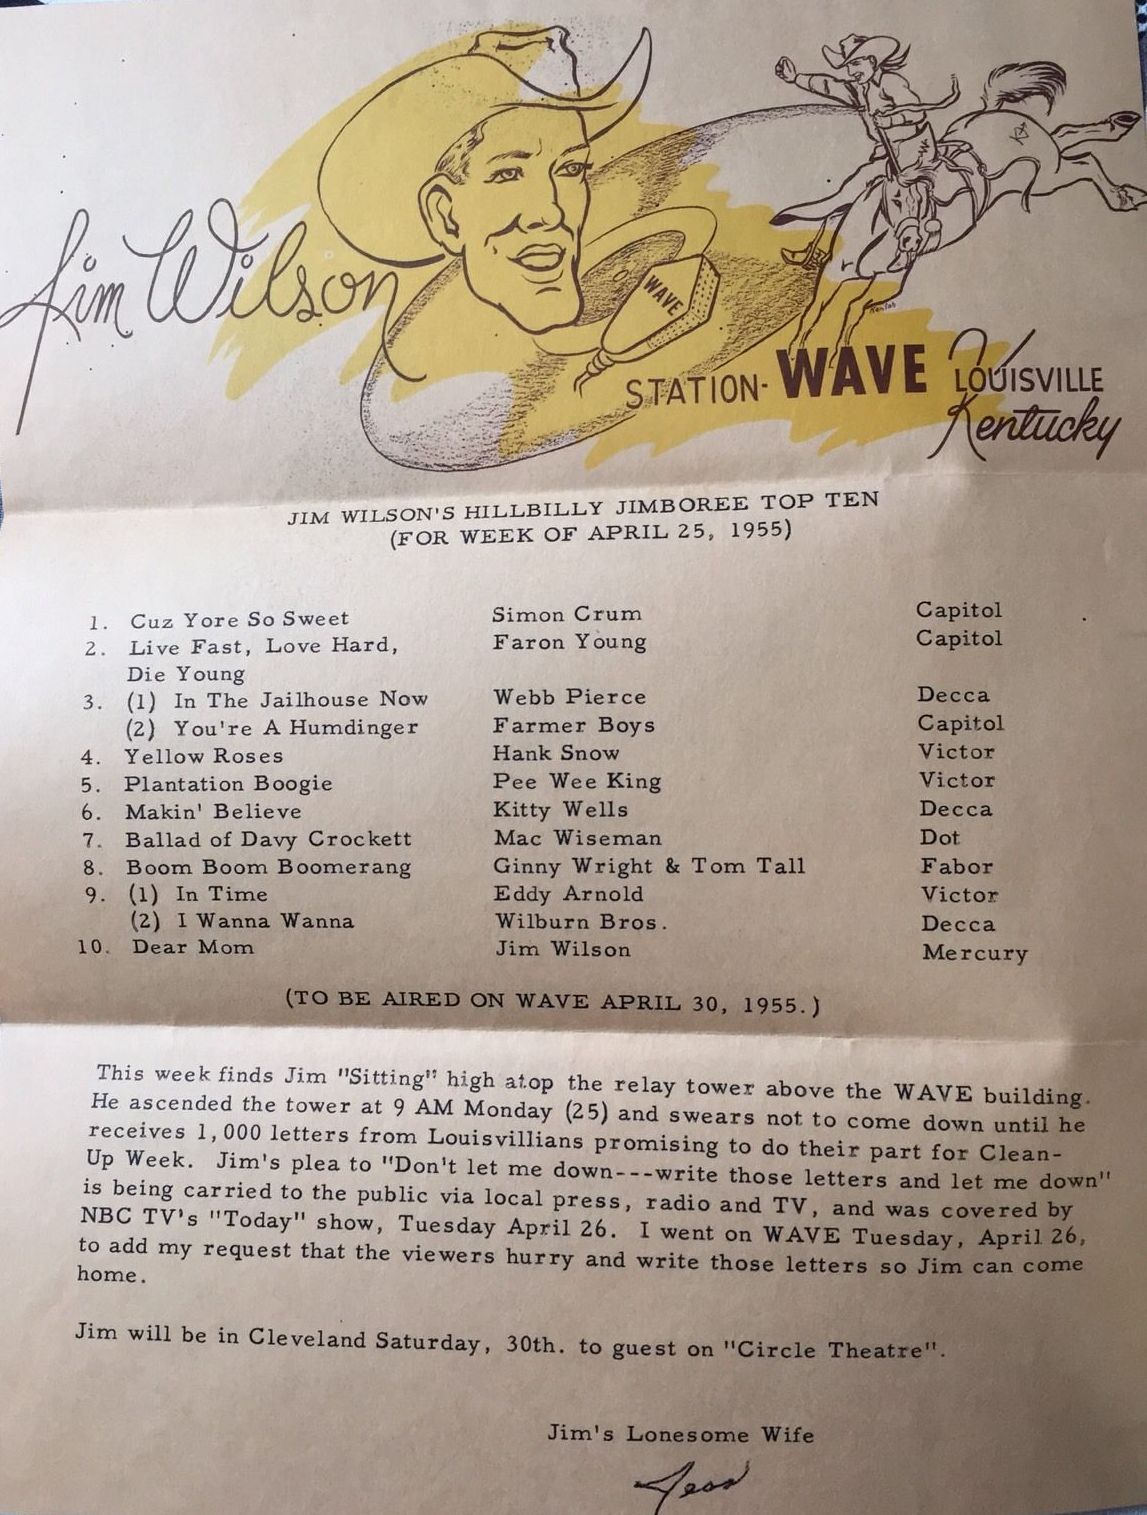 Jim Wilson
WAVE
STATION-WAVE LOUISVILLE
Kentucky
JIM WILSON'S HILLBILLY JIMBOREE TOP TEN
(FOR WEEK OF APRIL 25, 1955)
1. Cuz Yore So Sweet Simon Crum Capitol
2. Live Fast, Love Hard, Faron Young Capitol
Die Young
3. (1) In The Jailhouse Now Webb Pierce Decca
(2) You're A Humdinger Farmer Boys Capitol
4. Yellow Roses Hank Snow Victor
5. Plantation Boogie Pee Wee King Victor
6. Makin' Believe Kitty Wells Decca
7. Ballad of Davy Crockett Mac Wiseman Dot
8. Boom Boom Boomerang Ginny Wright & Tom Tall Fabor
9. (1) In Time Eddy Arnold Victor
(2) I Wanna Wanna Wilburn Bros. Decca
10. Dear Mom Jim Wilson Mercury
(TO BE AIRED ON WAVE APRIL 30, 1955.)
This week finds Jim "Sitting" high atop the relay tower above the WAVE building.
He ascended the tower at 9 AM Monday (25) and swears not to come down until he
receives 1,000 letters from Louisvillians promising to do their part for Clean-
Up Week. Jim's plea to "Don't let me down---write those letters and let me down"
is being carried to the public via local press, radio and TV, and was covered by
NBC TV's "Today" show, Tuesday April 26. I went on WAVE Tuesday, April 26,
to add my request that the viewers hurry and write those letters so Jim can come
home.
Jim will be in Cleveland Saturday, 30th. to guest on "Circle Theatre".
Jim's Lonesome Wife
Jean